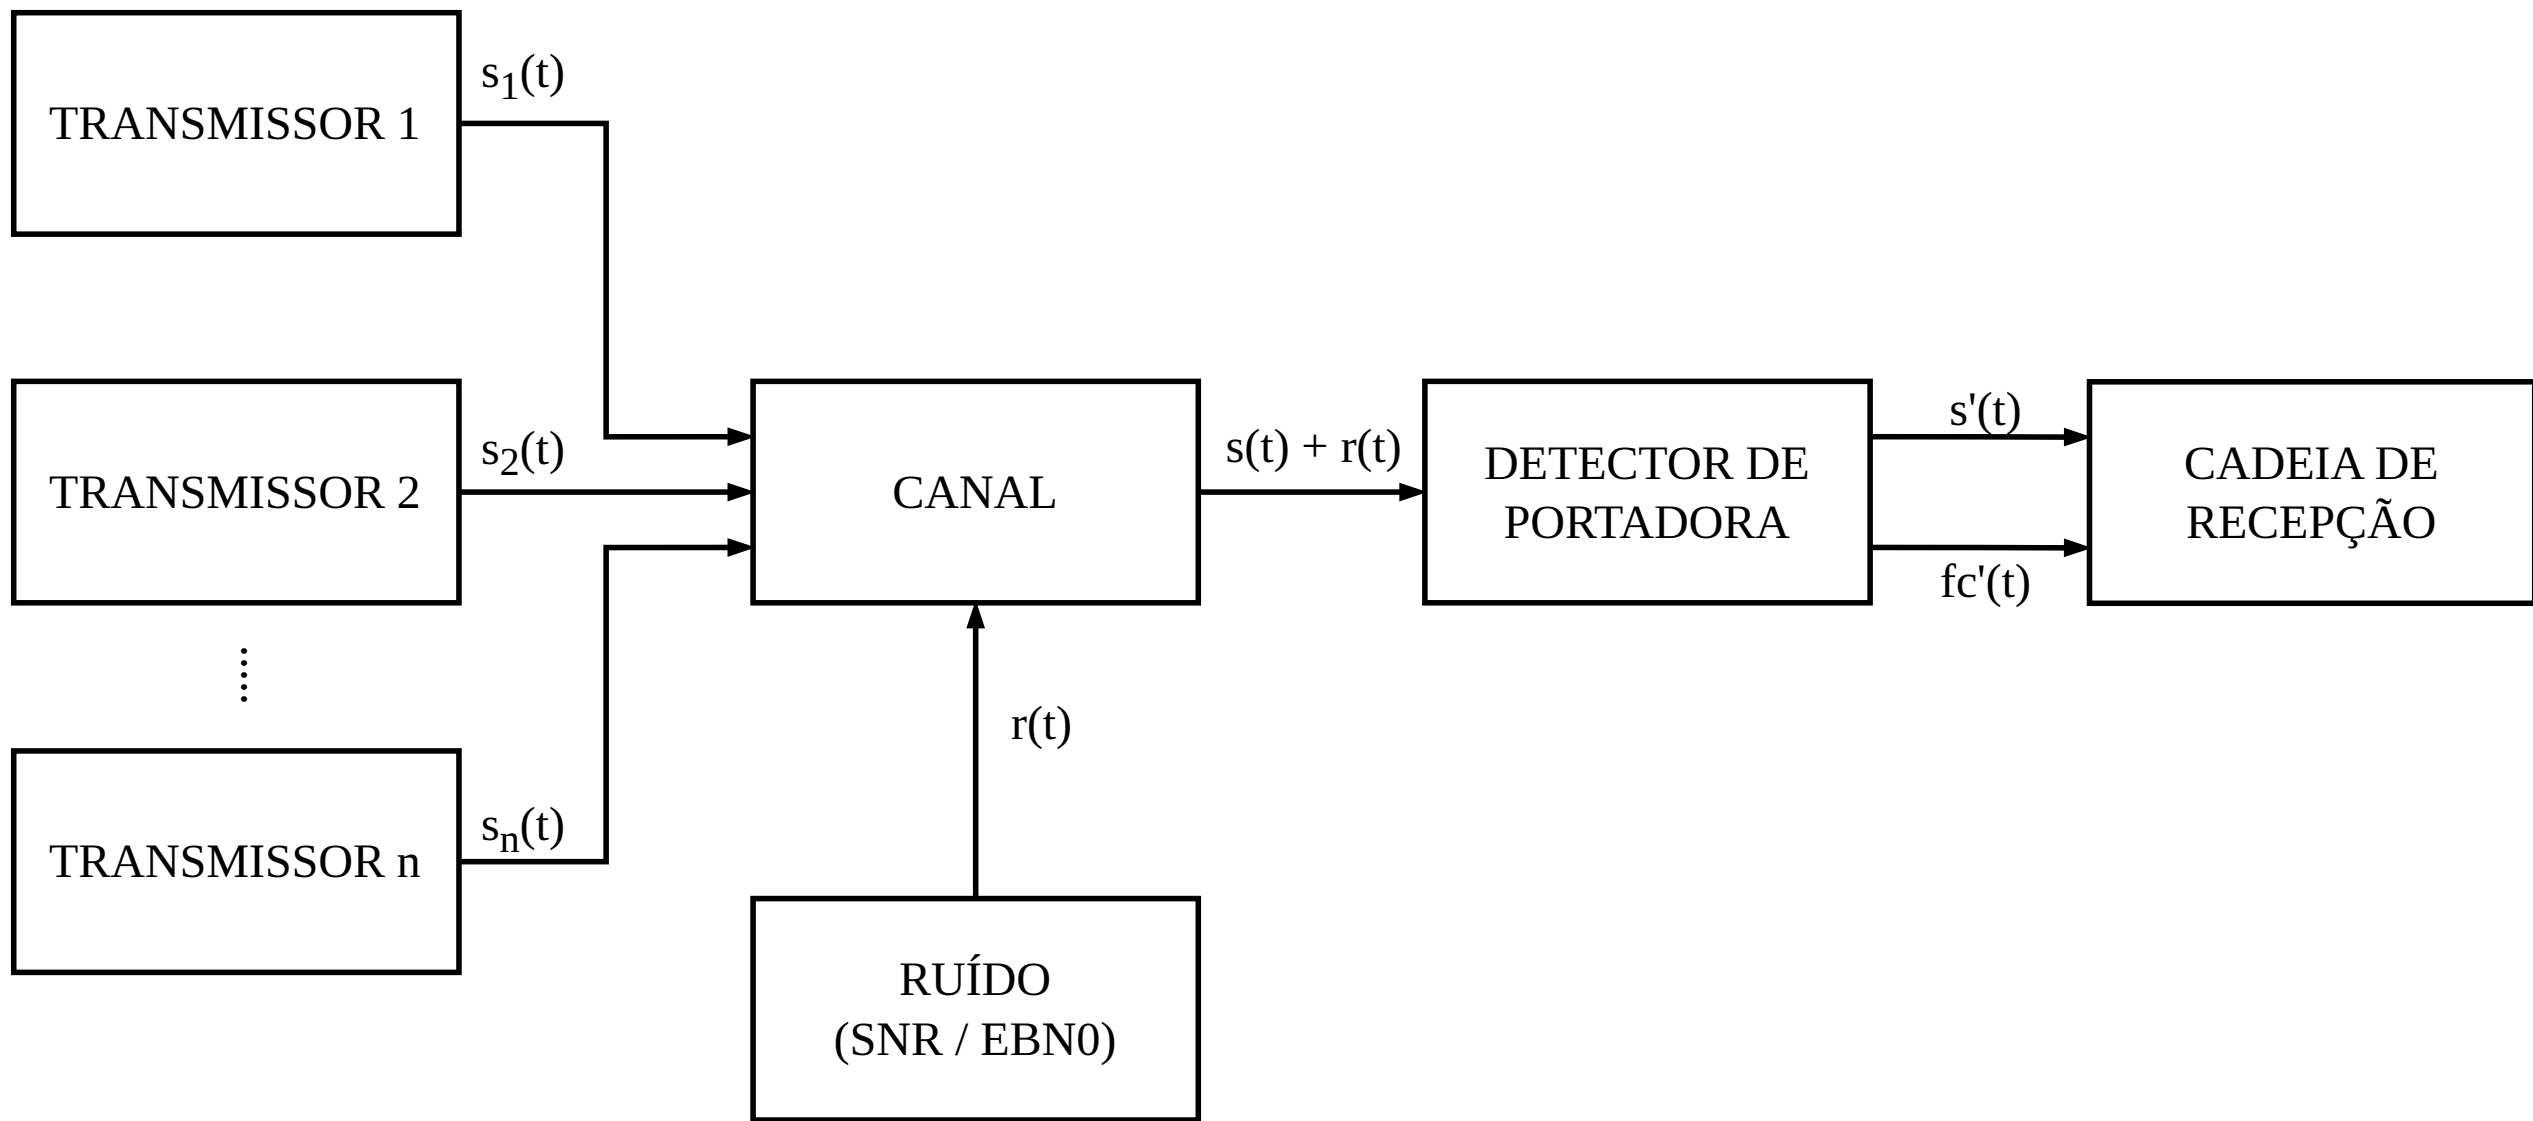 s₁(t)
TRANSMISSOR 1
s₂(t)
TRANSMISSOR 2
sₙ(t)
TRANSMISSOR n
CANAL
r(t)
RUÍDO
(SNR / EBN0)
s(t) + r(t)
DETECTOR DE
PORTADORA
s'(t)
fc'(t)
CADEIA DE
RECEPÇÃO